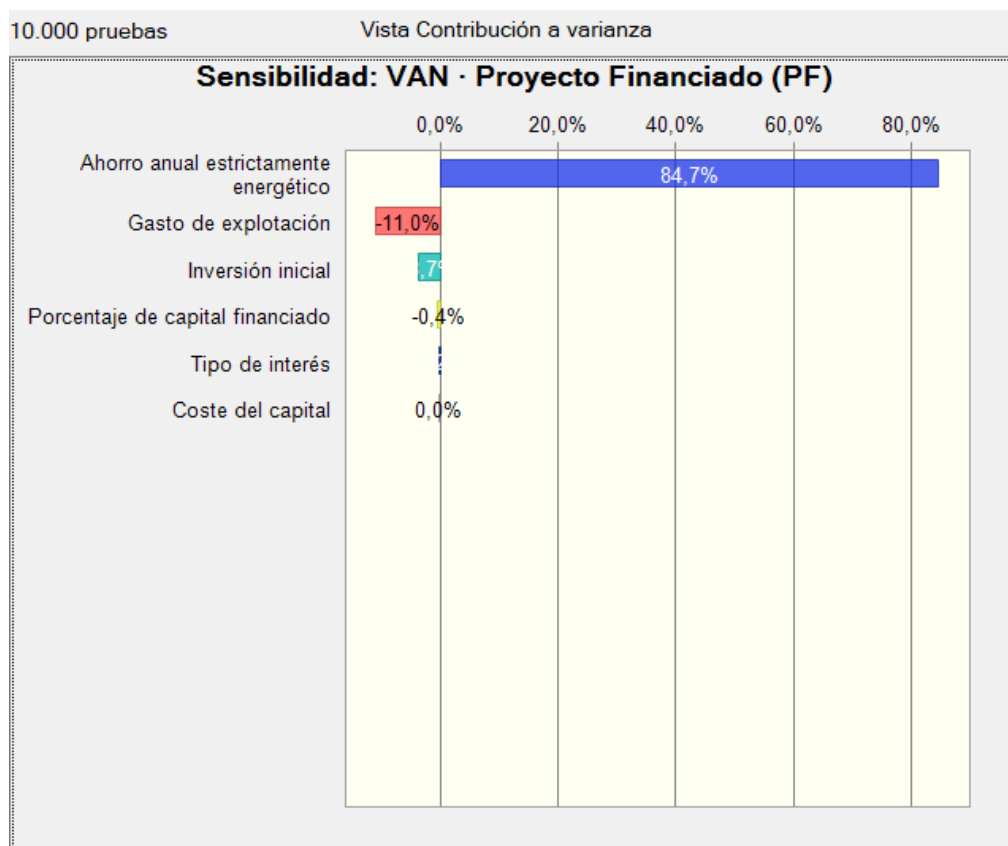 10.000 pruebas
Vista Contribución a varianza
Sensibilidad: VAN · Proyecto Financiado (PF)
0,0% 20,0% 40,0% 60,0% 80,0%
Ahorro anual estrictamente
energético
84,7%
Gasto de explotación
-11,0%
Inversión inicial
,7%
Porcentaje de capital financiado
-0,4%
Tipo de interés
Coste del capital
0,0%